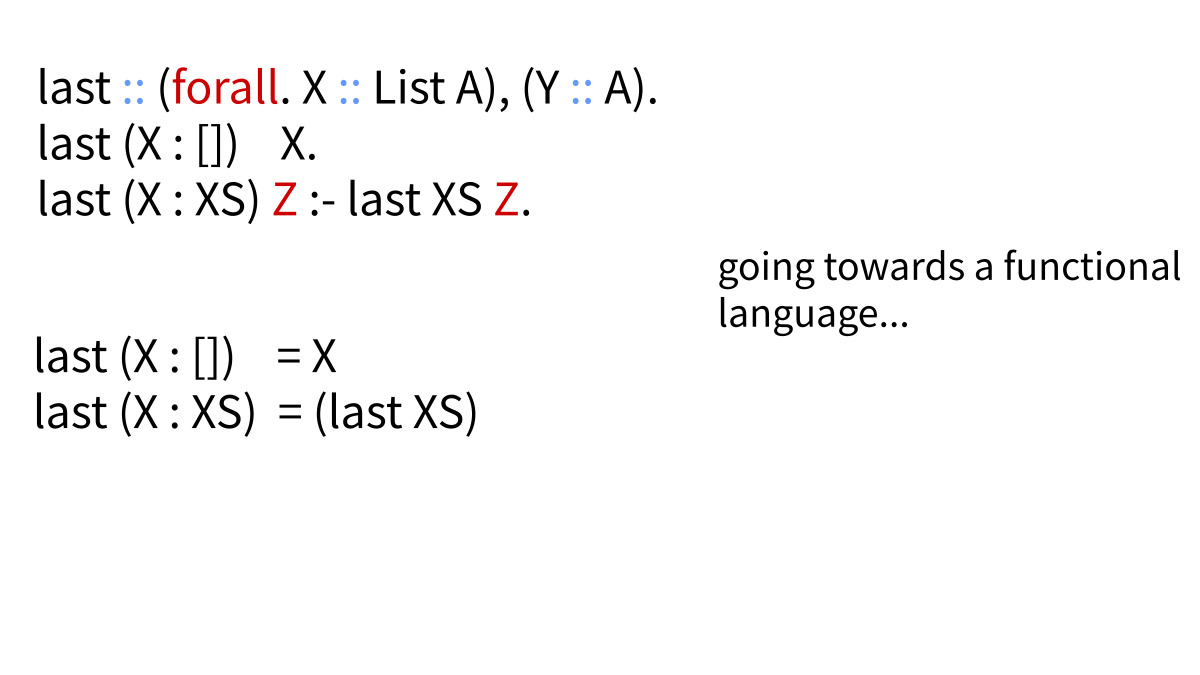 last :: (forall. X :: List A), (Y :: A).
last (X : []) X.
last (X : XS) Z :- last XS Z.
going towards a functional
language...
last (X : []) = X
last (X : XS) = (last XS)